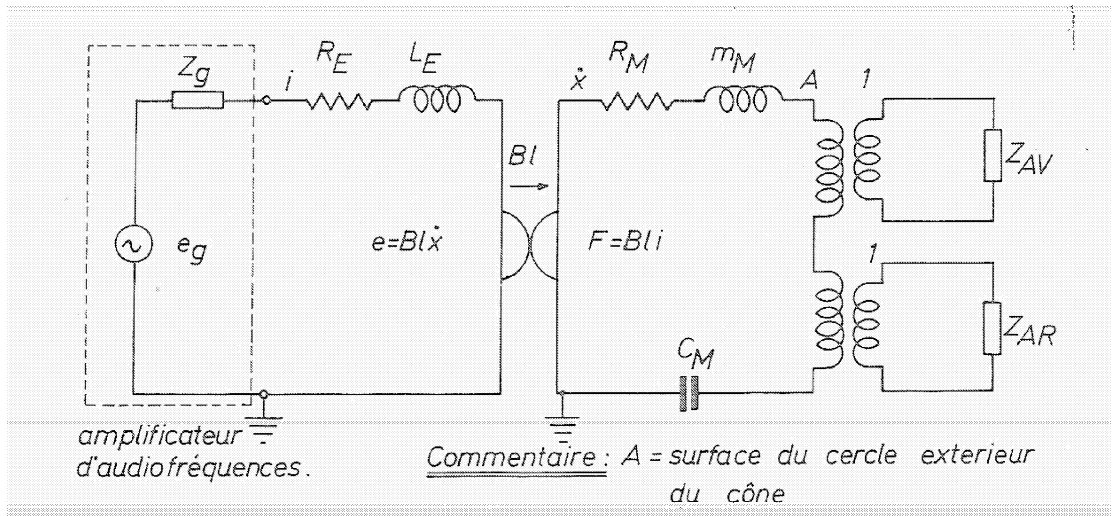 R_E
L_E
Z_g
i
ẋ
R_M
m_M
A
1
Z_AV
Bl
e_g
e=Blẋ
F=Bli
1
Z_AR
C_M
amplificateur
d'audiofréquences.
Commentaire: A = surface du cercle exterieur
du cône